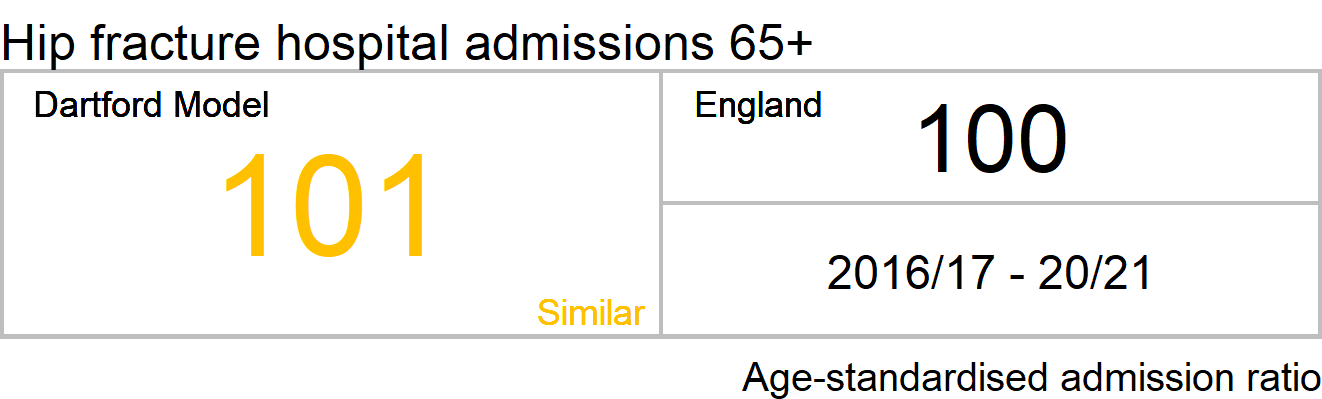 Hip fracture hospital admissions 65+
Dartford Model
101
Similar
England
100
2016/17 - 20/21
Age-standardised admission ratio